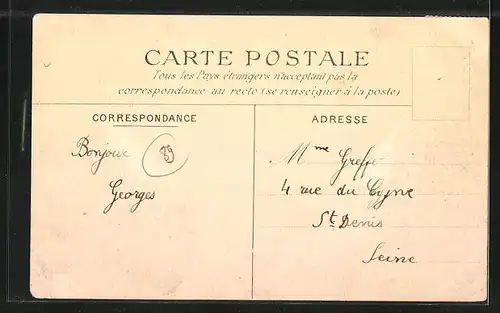 CARTE POSTALE
Tous les Pays étrangers n'acceptant pas la
correspondance au recto (se renseigner à la poste)
CORRESPONDANCE
Bonjour
89
Georges
ADRESSE
Mme Greffe
4 rue du Cygne
St Denis
Seine